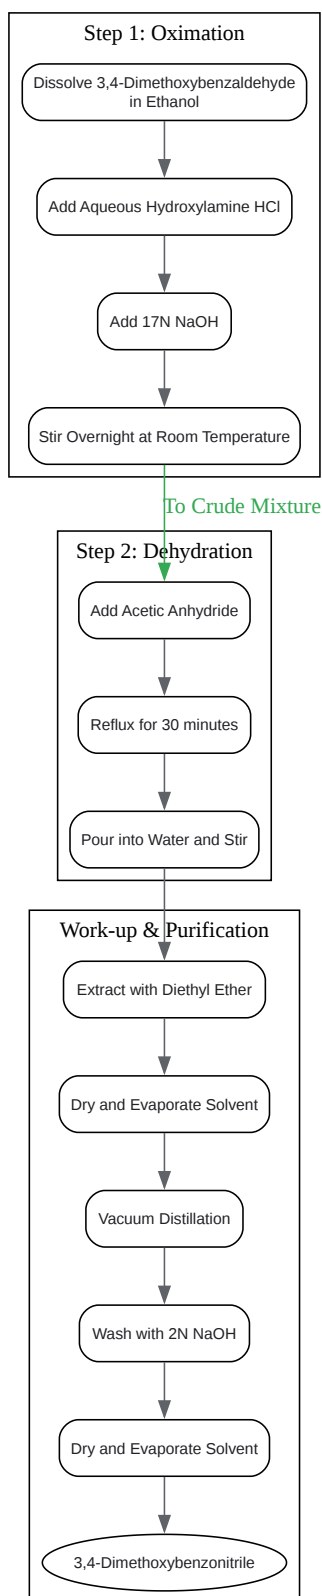 Step 1: Oximation
Dissolve 3,4-Dimethoxybenzaldehyde
in Ethanol
Add Aqueous Hydroxylamine HCl
Add 17N NaOH
Stir Overnight at Room Temperature
To Crude Mixture
Step 2: Dehydration
Add Acetic Anhydride
Reflux for 30 minutes
Pour into Water and Stir
Work-up & Purification
Extract with Diethyl Ether
Dry and Evaporate Solvent
Vacuum Distillation
Wash with 2N NaOH
Dry and Evaporate Solvent
3,4-Dimethoxybenzonitrile